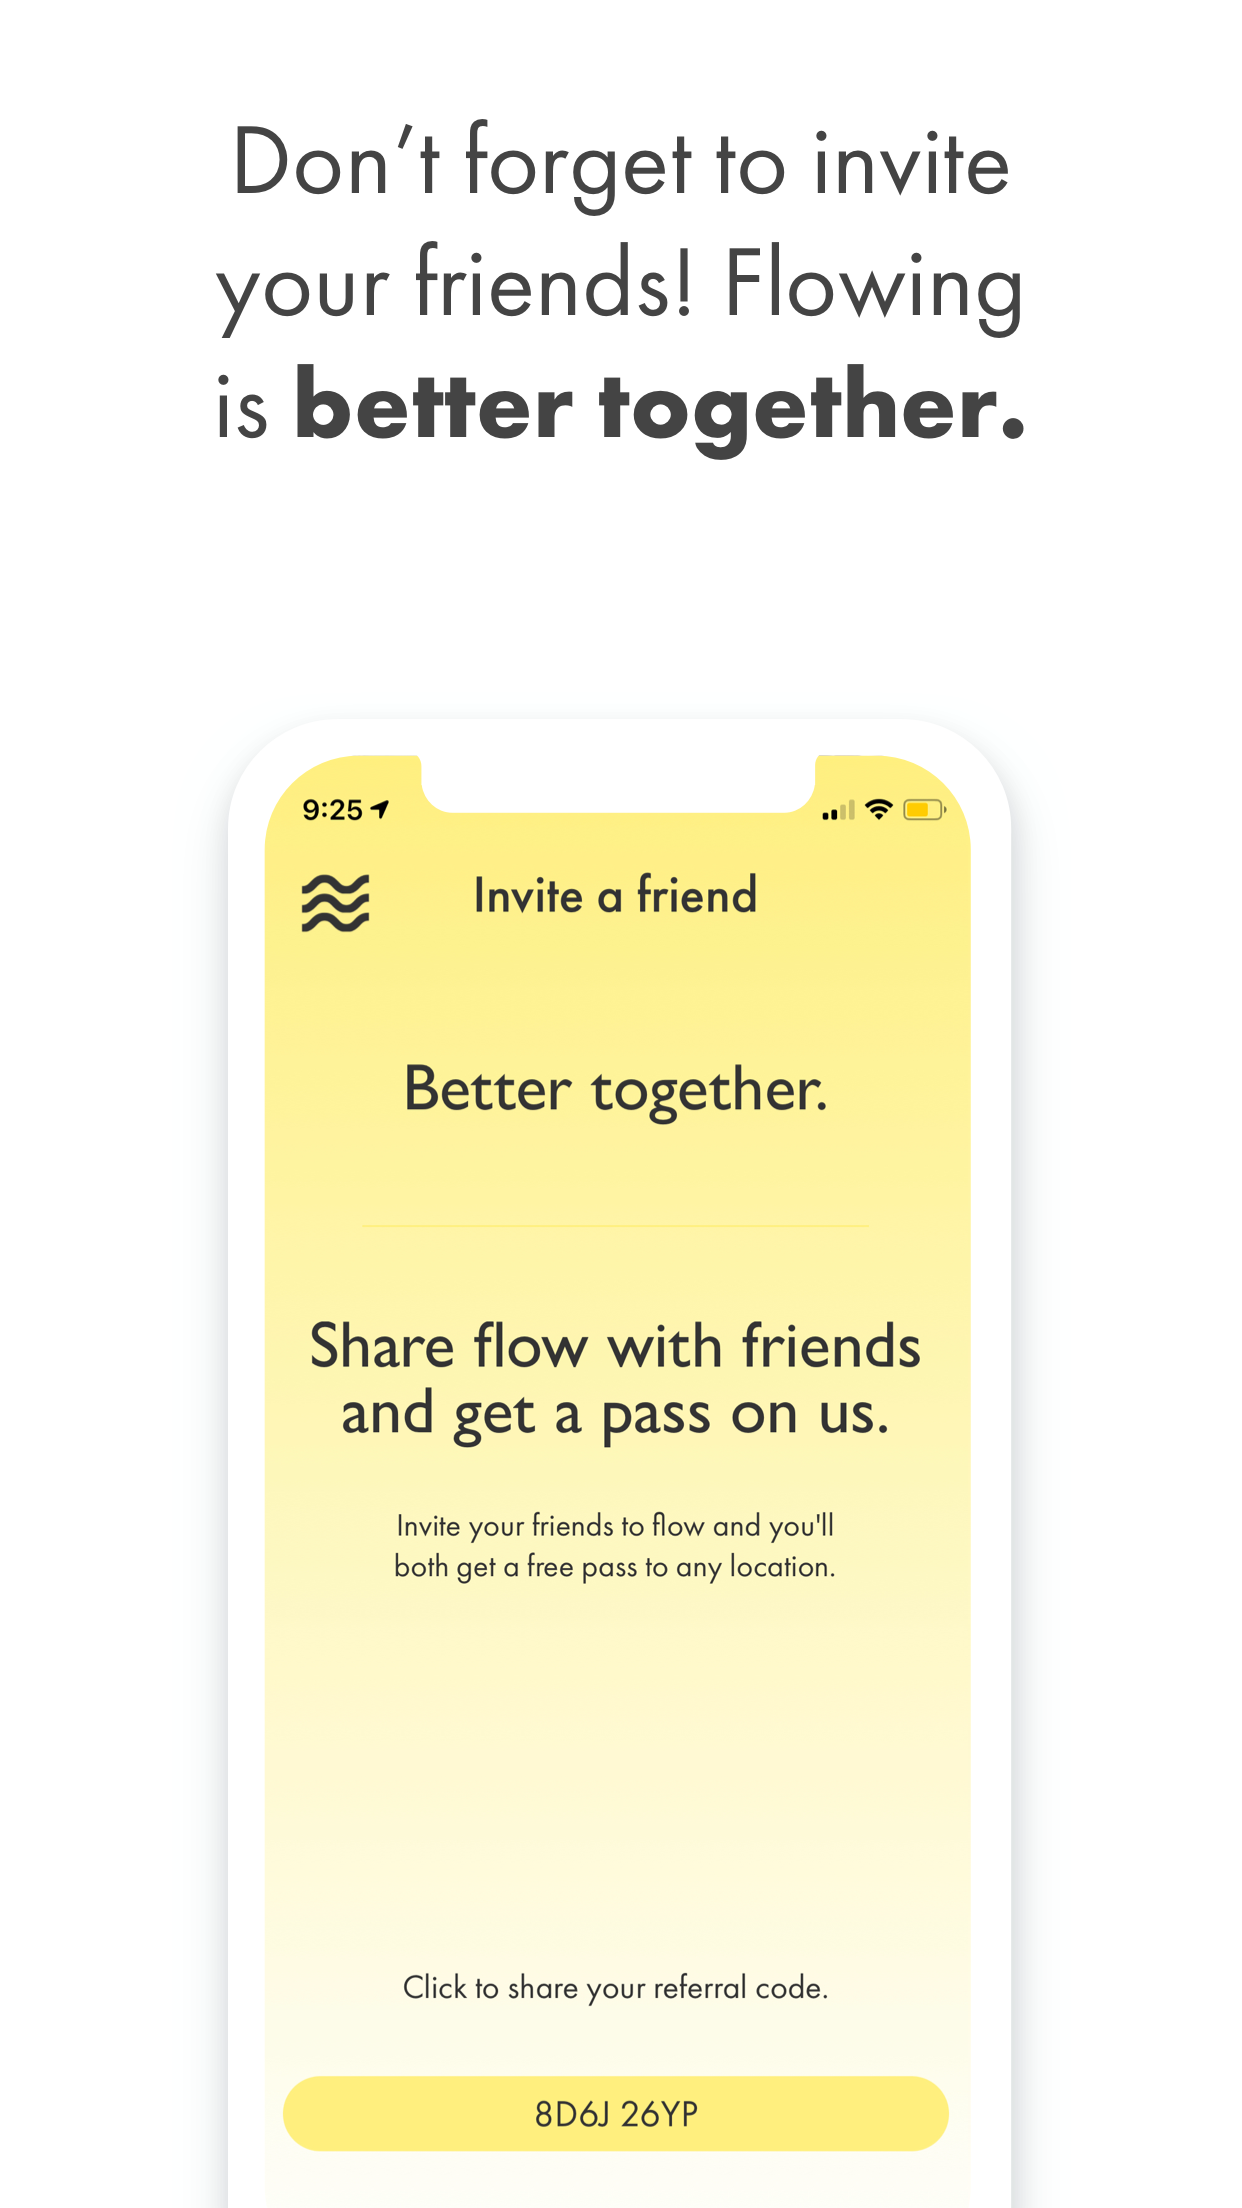 Don’t forget to invite
your friends! Flowing
is better together.
9:25
Invite a friend
Better together.
Share flow with friends
and get a pass on us.
Invite your friends to flow and you'll
both get a free pass to any location.
Click to share your referral code.
8D6J 26YP